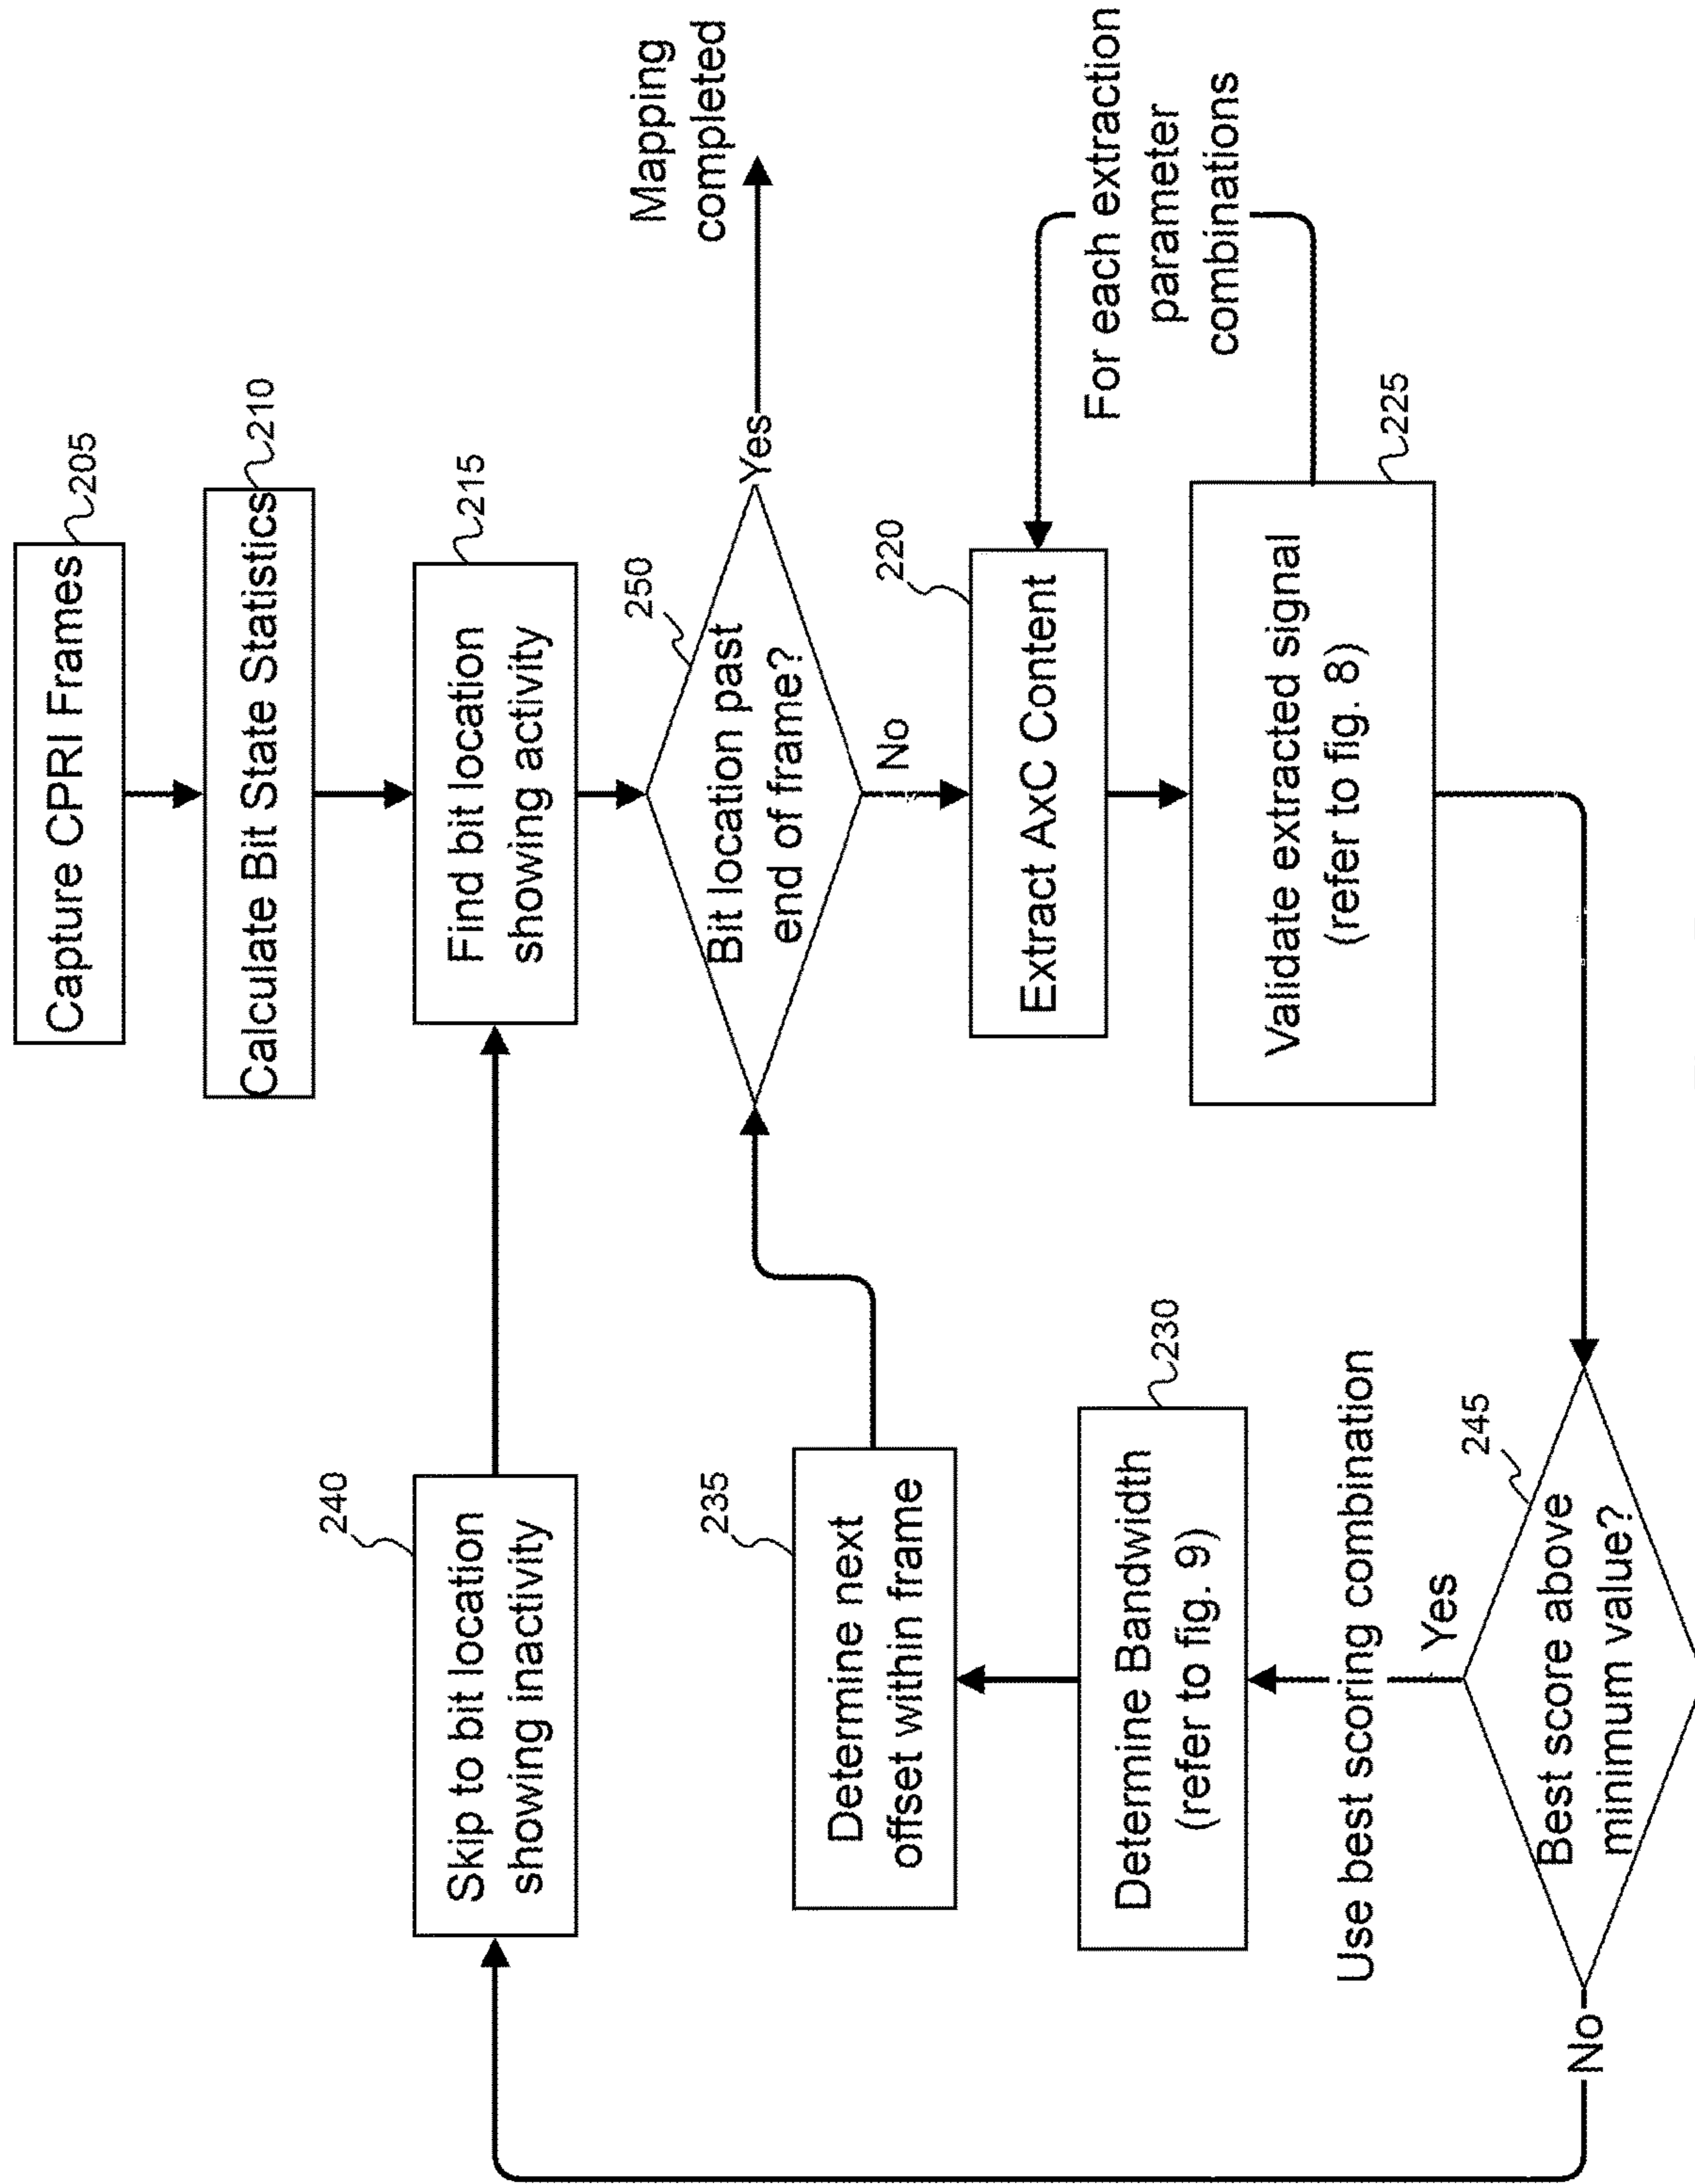 Capture CPRI Frames
205
Calculate Bit State Statistics
210
Find bit location
showing activity
215
Skip to bit location
showing inactivity
240
Bit location past
end of frame?
250
Yes
Mapping
completed
No
Extract AxC Content
220
For each extraction
parameter
combinations
Validate extracted signal
(refer to fig. 8)
225
Determine next
offset within frame
235
Determine Bandwidth
(refer to fig. 9)
230
Use best scoring combination
Yes
Best score above
minimum value?
245
No